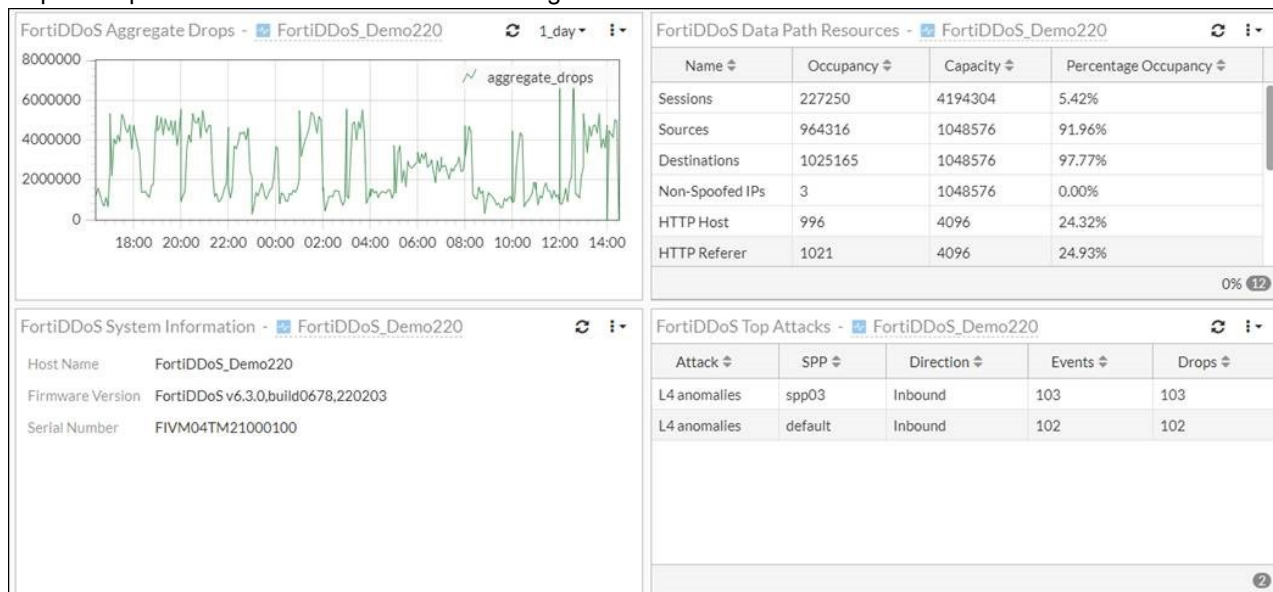 FortiDDoS Aggregate Drops - FortiDDoS_Demo220 1_day
8000000
6000000
4000000
2000000
0
aggregate_drops
18:00 20:00 22:00 00:00 02:00 04:00 06:00 08:00 10:00 12:00 14:00
FortiDDoS Data Path Resources - FortiDDoS_Demo220
Name Occupancy Capacity Percentage Occupancy
Sessions 227250 4194304 5.42%
Sources 964316 1048576 91.96%
Destinations 1025165 1048576 97.77%
Non-Spoofed IPs 3 1048576 0.00%
HTTP Host 996 4096 24.32%
HTTP Referer 1021 4096 24.93%
0% 12
FortiDDoS System Information - FortiDDoS_Demo220
Host Name FortiDDoS_Demo220
Firmware Version FortiDDoS v6.3.0,build0678,220203
Serial Number FIVM04TM21000100
FortiDDoS Top Attacks - FortiDDoS_Demo220
Attack SPP Direction Events Drops
L4 anomalies spp03 Inbound 103 103
L4 anomalies default Inbound 102 102
2